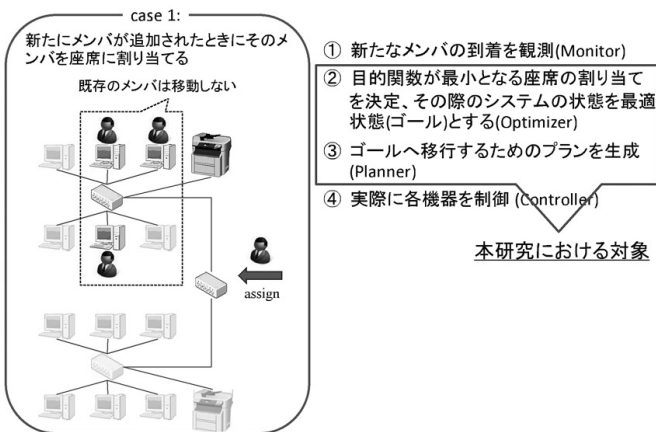 case 1:
新たにメンバが追加されたときにそのメ
ンバを座席に割り当てる
既存のメンバは移動しない
assign
① 新たなメンバの到着を観測(Monitor)
② 目的関数が最小となる座席の割り当て
を決定、その際のシステムの状態を最適
状態(ゴール)とする(Optimizer)
③ ゴールへ移行するためのプランを生成
(Planner)
④ 実際に各機器を制御 (Controller)
本研究における対象